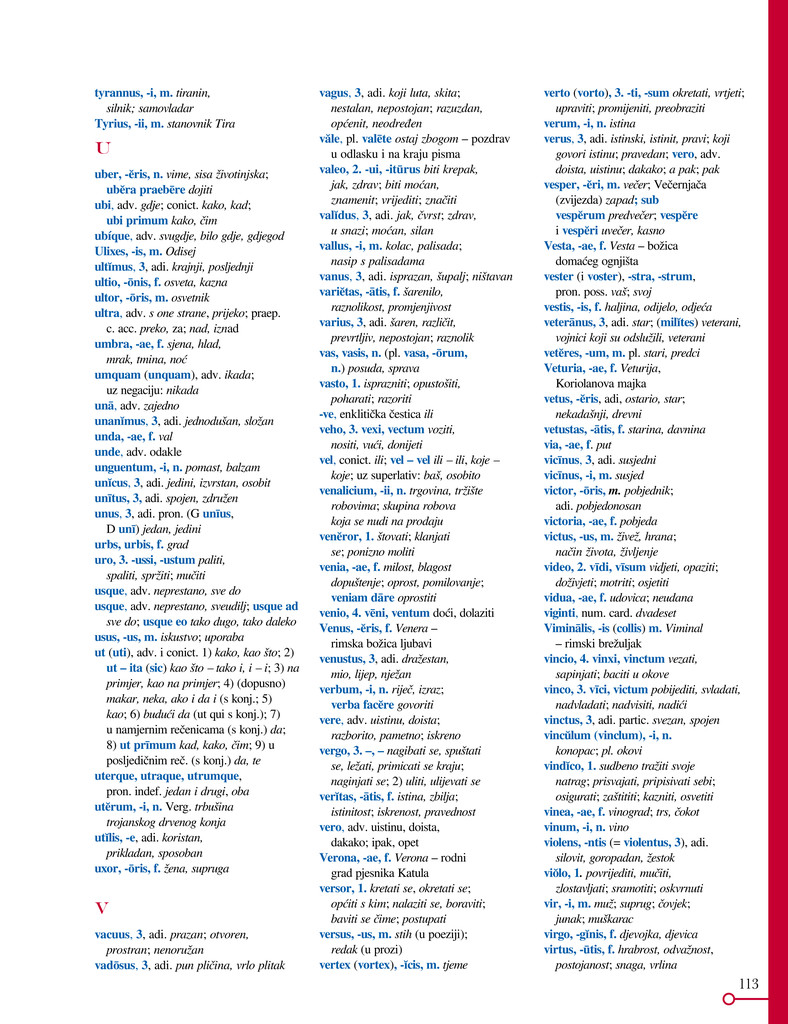 tyrannus, -i, m. tiranin,
silnik; samovladar
Tyrius, -ii, m. stanovnik Tira
U
uber, -ĕris, n. vime, sisa životinjska;
ubĕra praebēre dojiti
ubi, adv. gdje; conict. kako, kad;
ubi primum kako, čim
ubíque, adv. svugdje, bilo gdje, gdjegod
Ulixes, -is, m. Odisej
ultĭmus, 3, adi. krajnji, posljednji
ultio, -ōnis, f. osveta, kazna
ultor, -ōris, m. osvetnik
ultra, adv. s one strane, prijeko; praep.
c. acc. preko, za; nad, iznad
umbra, -ae, f. sjena, hlad,
mrak, tmina, noć
umquam (unquam), adv. ikada;
uz negaciju: nikada
unā, adv. zajedno
unanĭmus, 3, adi. jednodušan, složan
unda, -ae, f. val
unde, adv. odakle
unguentum, -i, n. pomast, balzam
unĭcus, 3, adi. jedini, izvrstan, osobit
unītus, 3, adi. spojen, združen
unus, 3, adi. pron. (G unīus,
D unī) jedan, jedini
urbs, urbis, f. grad
uro, 3. -ussi, -ustum paliti,
spaliti, spržiti; mučiti
usque, adv. neprestano, sve do
usque, adv. neprestano, sveudilj; usque ad
sve do; usque eo tako dugo, tako daleko
usus, -us, m. iskustvo; uporaba
ut (uti), adv. i conict. 1) kako, kao što; 2)
ut – ita (sic) kao što – tako i, i – i; 3) na
primjer, kao na primjer; 4) (dopusno)
makar, neka, ako i da i (s konj.; 5)
kao; 6) budući da (ut qui s konj.); 7)
u namjernim rečenicama (s konj.) da;
8) ut prīmum kad, kako, čim; 9) u
posljedičnim reč. (s konj.) da, te
uterque, utraque, utrumque,
pron. indef. jedan i drugi, oba
utĕrum, -i, n. Verg. trbušina
trojanskog drvenog konja
utĭlis, -e, adi. koristan,
prikladan, sposoban
uxor, -ōris, f. žena, supruga
V
vacuus, 3, adi. prazan; otvoren,
prostran; nenoružan
vadōsus, 3, adi. pun pličina, vrlo plitak
vagus, 3, adi. koji luta, skita;
nestalan, nepostojan; razuzdan,
općenit, neodređen
văle, pl. valēte ostaj zbogom – pozdrav
u odlasku i na kraju pisma
valeo, 2. -ui, -itūrus biti krepak,
jak, zdrav; biti moćan,
znamenit; vrijediti; značiti
valĭdus, 3, adi. jak, čvrst; zdrav,
u snazi; moćan, silan
vallus, -i, m. kolac, palisada;
nasip s palisadama
vanus, 3, adi. isprazan, šupalj; ništavan
variĕtas, -ātis, f. šarenilo,
raznolikost, promjenjivost
varius, 3, adi. šaren, različit,
prevrtljiv, nepostojan; raznolik
vas, vasis, n. (pl. vasa, -ōrum,
n.) posuda, sprava
vasto, 1. isprazniti; opustošiti,
poharati; razoriti
-ve, enklitička čestica ili
veho, 3. vexi, vectum voziti,
nositi, vući, donijeti
vel, conict. ili; vel – vel ili – ili, koje –
koje; uz superlativ: baš, osobito
venalicium, -ii, n. trgovina, tržište
robovima; skupina robova
koja se nudi na prodaju
venĕror, 1. štovati; klanjati
se; ponizno moliti
venia, -ae, f. milost, blagost
dopuštenje; oprost, pomilovanje;
veniam dāre oprostiti
venio, 4. vēni, ventum doći, dolaziti
Venus, -ĕris, f. Venera –
rimska božica ljubavi
venustus, 3, adi. dražestan,
mio, lijep, nježan
verbum, -i, n. riječ, izraz;
verba facĕre govoriti
vere, adv. uistinu, doista;
razborito, pametno; iskreno
vergo, 3. –, – nagibati se, spuštati
se, ležati, primicati se kraju;
naginjati se; 2) uliti, ulijevati se
verĭtas, -ātis, f. istina, zbilja;
istinitost; iskrenost, pravednost
vero, adv. uistinu, doista,
dakako; ipak, opet
Verona, -ae, f. Verona – rodni
grad pjesnika Katula
versor, 1. kretati se, okretati se;
općiti s kim; nalaziti se, boraviti;
baviti se čime; postupati
versus, -us, m. stih (u poeziji);
redak (u prozi)
vertex (vortex), -ĭcis, m. tjeme
verto (vorto), 3. -ti, -sum okretati, vrtjeti;
upraviti; promijeniti, preobraziti
verum, -i, n. istina
verus, 3, adi. istinski, istinit, pravi; koji
govori istinu; pravedan; vero, adv.
doista, uistinu; dakako; a pak; pak
vesper, -ĕri, m. večer; Večernjača
(zvijezda) zapad; sub
vespĕrum predvečer; vespĕre
i vespĕri uvečer, kasno
Vesta, -ae, f. Vesta – božica
domaćeg ognjišta
vester (i voster), -stra, -strum,
pron. poss. vaš; svoj
vestis, -is, f. haljina, odijelo, odjeća
veterānus, 3, adi. star; (milĭtes) veterani,
vojnici koji su odslužili, veterani
vetĕres, -um, m. pl. stari, predci
Veturia, -ae, f. Veturija,
Koriolanova majka
vetus, -ĕris, adi, ostario, star;
nekadašnji, drevni
vetustas, -ātis, f. starina, davnina
via, -ae, f. put
vicīnus, 3, adi. susjedni
vicīnus, -i, m. susjed
victor, -ōris, m. pobjednik;
adi. pobjedonosan
victoria, -ae, f. pobjeda
victus, -us, m. živež, hrana;
način života, življenje
video, 2. vīdi, vīsum vidjeti, opaziti;
doživjeti; motriti; osjetiti
vidua, -ae, f. udovica; neudana
viginti, num. card. dvadeset
Viminālis, -is (collis) m. Viminal
– rimski brežuljak
vincio, 4. vinxi, vinctum vezati,
sapinjati; baciti u okove
vinco, 3. vīci, victum pobijediti, svladati,
nadvladati; nadvisiti, nadići
vinctus, 3, adi. partic. svezan, spojen
vincŭlum (vinclum), -i, n.
konopac; pl. okovi
vindĭco, 1. sudbeno tražiti svoje
natrag; prisvajati, pripisivati sebi;
osigurati; zaštititi; kazniti, osvetiti
vinea, -ae, f. vinograd; trs, čokot
vinum, -i, n. vino
violens, -ntis (= violentus, 3), adi.
silovit, goropadan, žestok
viŏlo, 1. povrijediti, mučiti,
zlostavljati; sramotiti; oskvrnuti
vir, -i, m. muž; suprug; čovjek;
junak; muškarac
virgo, -gĭnis, f. djevojka, djevica
virtus, -ūtis, f. hrabrost, odvažnost,
postojanost; snaga, vrlina
113